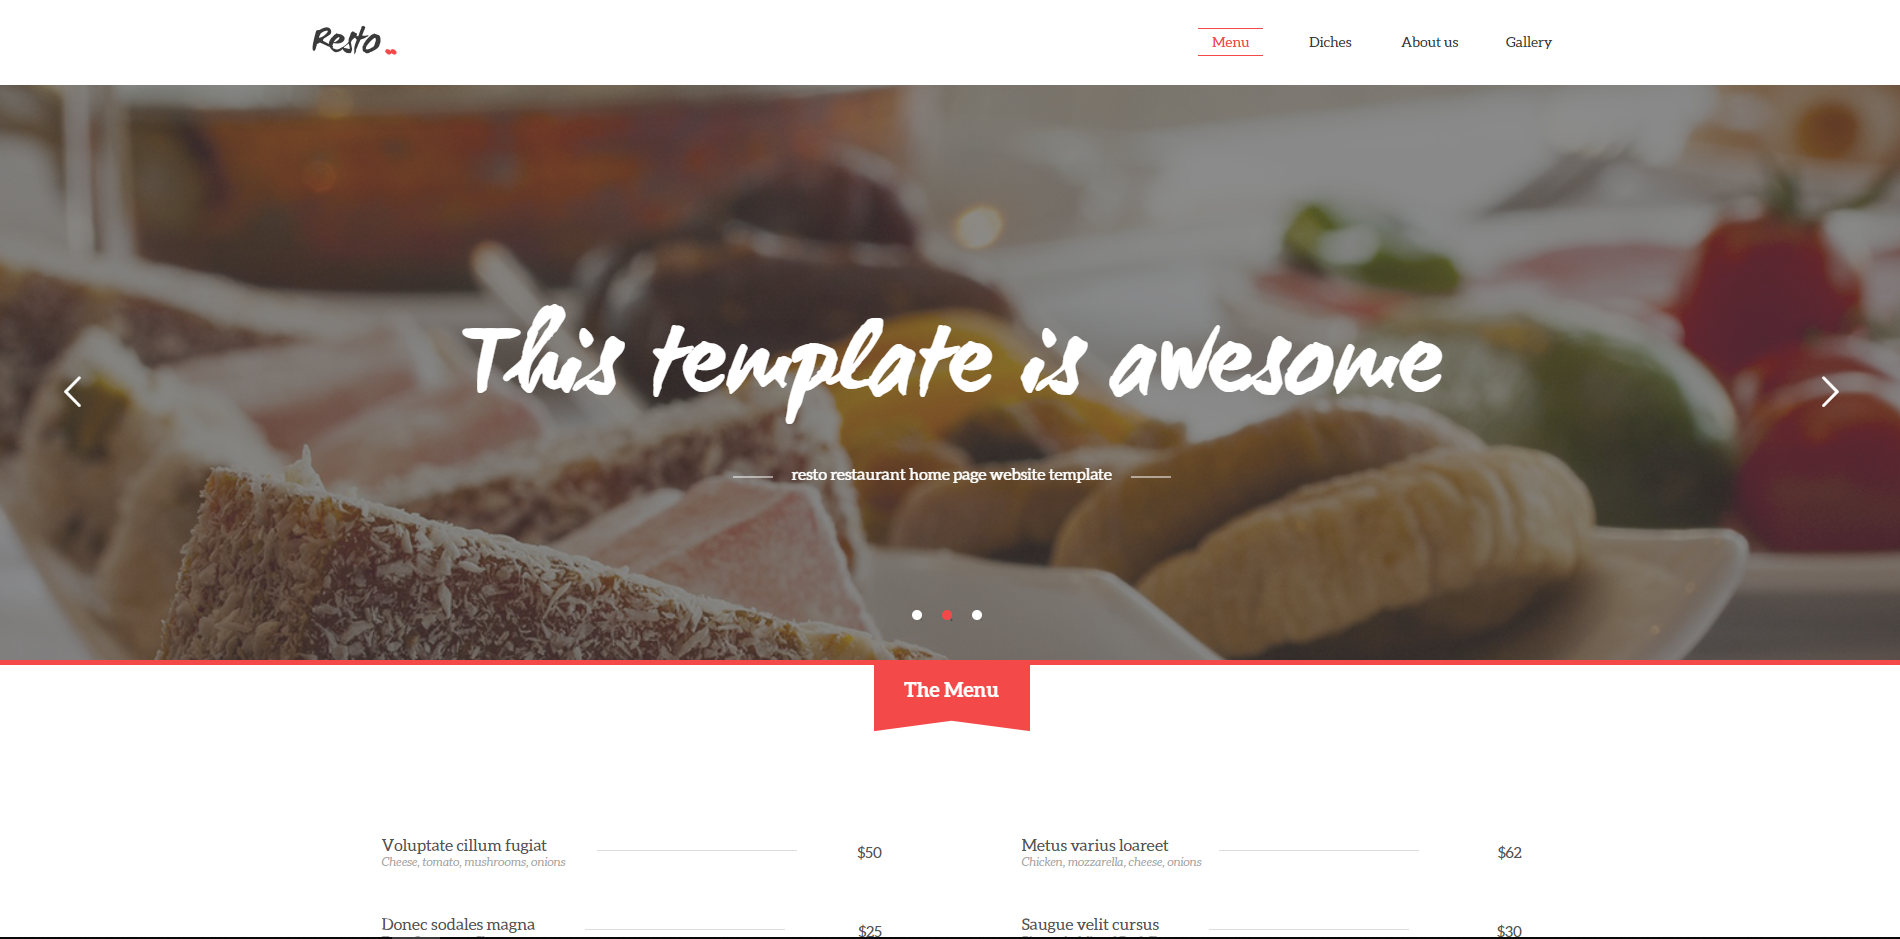 Resto
Menu Diches About us Gallery
This template is awesome
resto restaurant home page website template
The Menu
Voluptate cillum fugiat $50
Cheese, tomato, mushrooms, onions
Metus varius loareet $62
Chicken, mozzarella, cheese, onions
Donec sodales magna $25
Saugue velit cursus $30